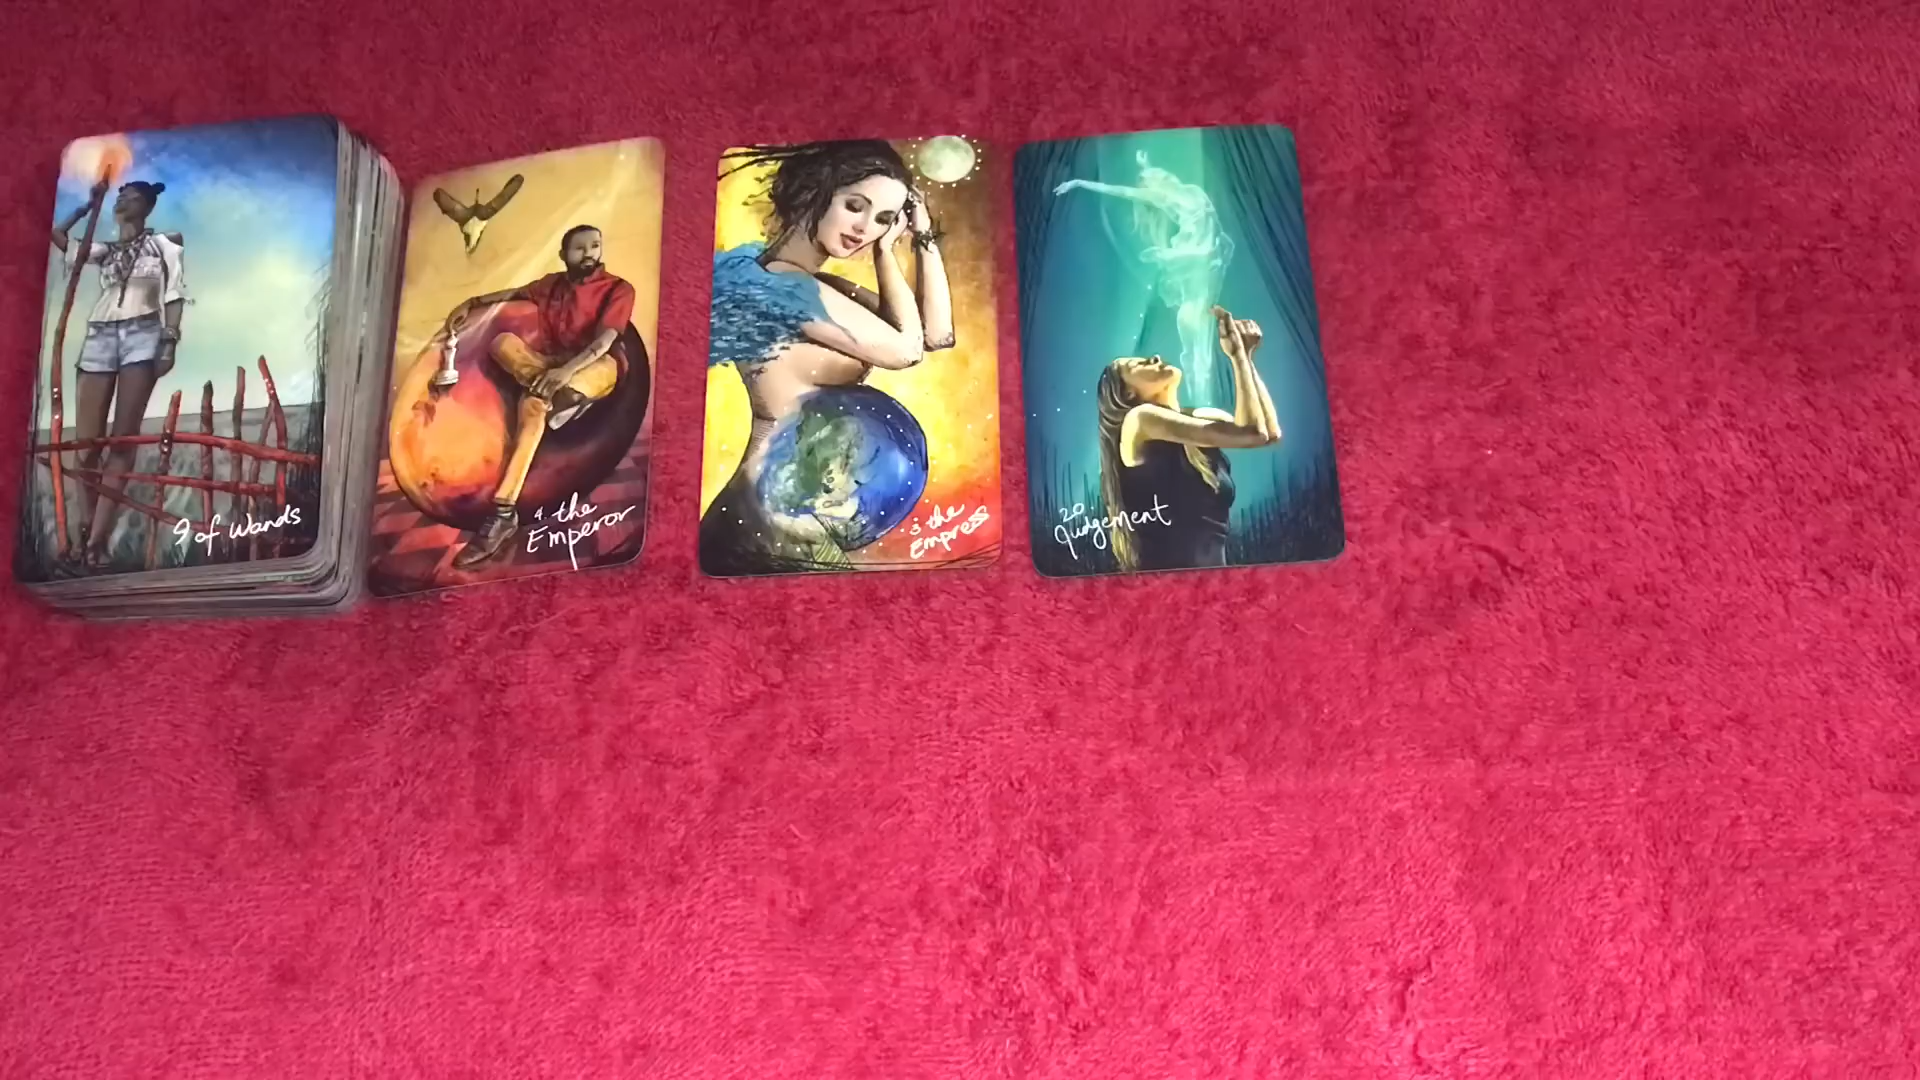 9 of Wands
4. the
Emperor
3 the
Empress
20
Judgement